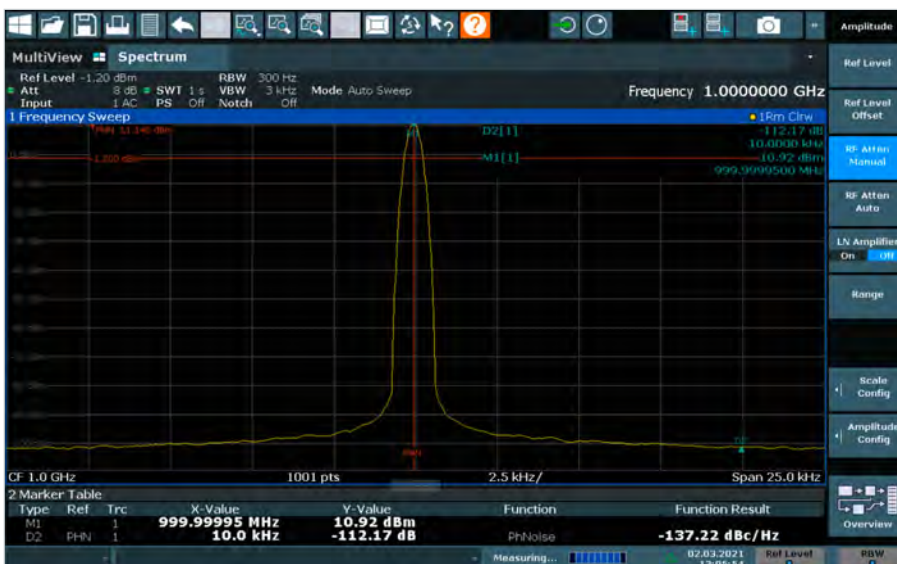 Amplitude
MultiView Spectrum
Ref Level -1.20 dBm RBW 300 Hz
Att 8 dB SWT 1 s VBW 3 kHz Mode Auto Sweep Frequency 1.0000000 GHz
Input 1 AC PS Off Notch Off
1 Frequency Sweep 1Rm Clrw
D2[1] -112.17 dB
10.0000 kHz
-1.200 dBm M1[1] 10.92 dBm
999.9999500 MHz
CF 1.0 GHz 1001 pts 2.5 kHz/ Span 25.0 kHz
2 Marker Table
Type Ref Trc X-Value Y-Value Function Function Result
M1 1 999.99995 MHz 10.92 dBm
D2 PHN 1 10.0 kHz -112.17 dB PhNoise -137.22 dBc/Hz
Measuring... 02.03.2021 Ref Level RBW
Ref Level
Ref Level
Offset
RF Atten
Manual
RF Atten
Auto
LN Amplifier
On Off
Range
Scale
Config
Amplitude
Config
Overview